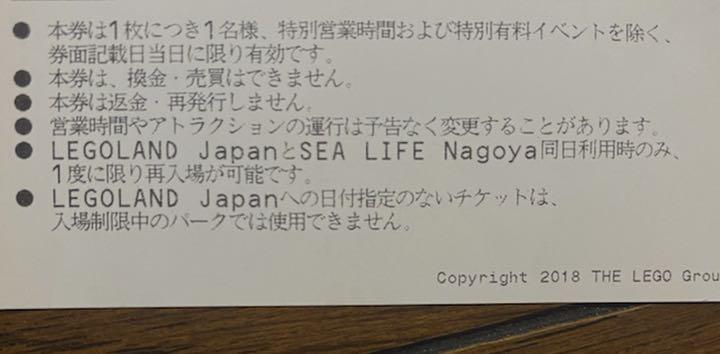 ● 本券は1枚につき1名様、特別営業時間および特別有料イベントを除く、
券面記載日当日に限り有効です。
● 本券は、換金・売買はできません。
● 本券は返金・再発行しません。
● 営業時間やアトラクションの運行は予告なく変更することがあります。
● LEGOLAND JapanとSEA LIFE Nagoya同日利用時のみ、
1度に限り再入場が可能です。
● LEGOLAND Japanへの日付指定のないチケットは、
入場制限中のパークでは使用できません。
Copyright 2018 THE LEGO Grou